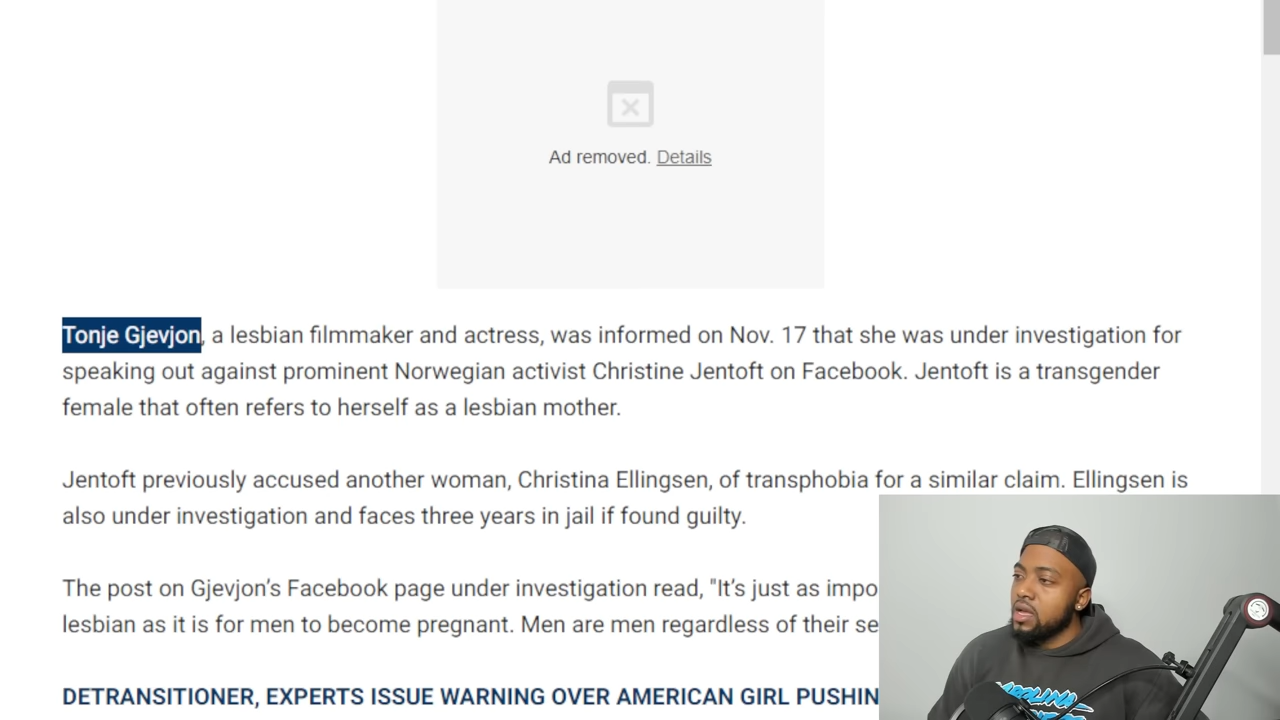 Ad removed. Details
Tonje Gjevjon, a lesbian filmmaker and actress, was informed on Nov. 17 that she was under investigation for
speaking out against prominent Norwegian activist Christine Jentoft on Facebook. Jentoft is a transgender
female that often refers to herself as a lesbian mother.
Jentoft previously accused another woman, Christina Ellingsen, of transphobia for a similar claim. Ellingsen is
also under investigation and faces three years in jail if found guilty.
The post on Gjevjon's Facebook page under investigation read, "It's just as impo
lesbian as it is for men to become pregnant. Men are men regardless of their se
DETRANSITIONER, EXPERTS ISSUE WARNING OVER AMERICAN GIRL PUSHIN